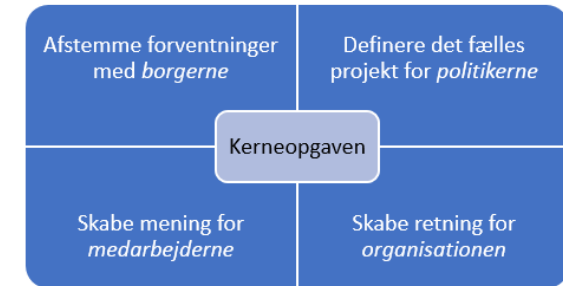 Afstemme forventninger
med borgerne
Definere det fælles
projekt for politikerne
Kerneopgaven
Skabe mening for
medarbejderne
Skabe retning for
organisationen